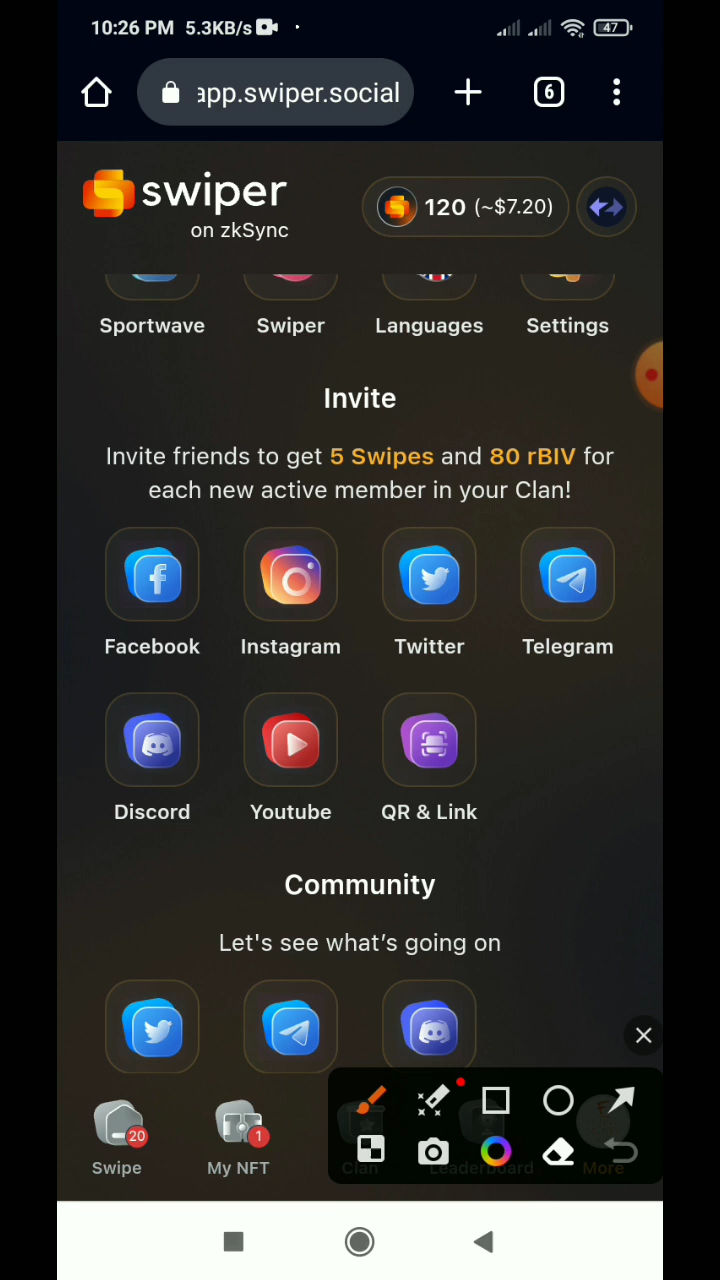 10:26 PM 5.3KB/s
47
app.swiper.social
6
swiper
on zkSync
120 (~$7.20)
Sportwave Swiper Languages Settings
Invite
Invite friends to get 5 Swipes and 80 rBIV for
each new active member in your Clan!
Facebook Instagram Twitter Telegram
Discord Youtube QR & Link
Community
Let's see what's going on
20 1
Swipe My NFT Clan Leaderboard More